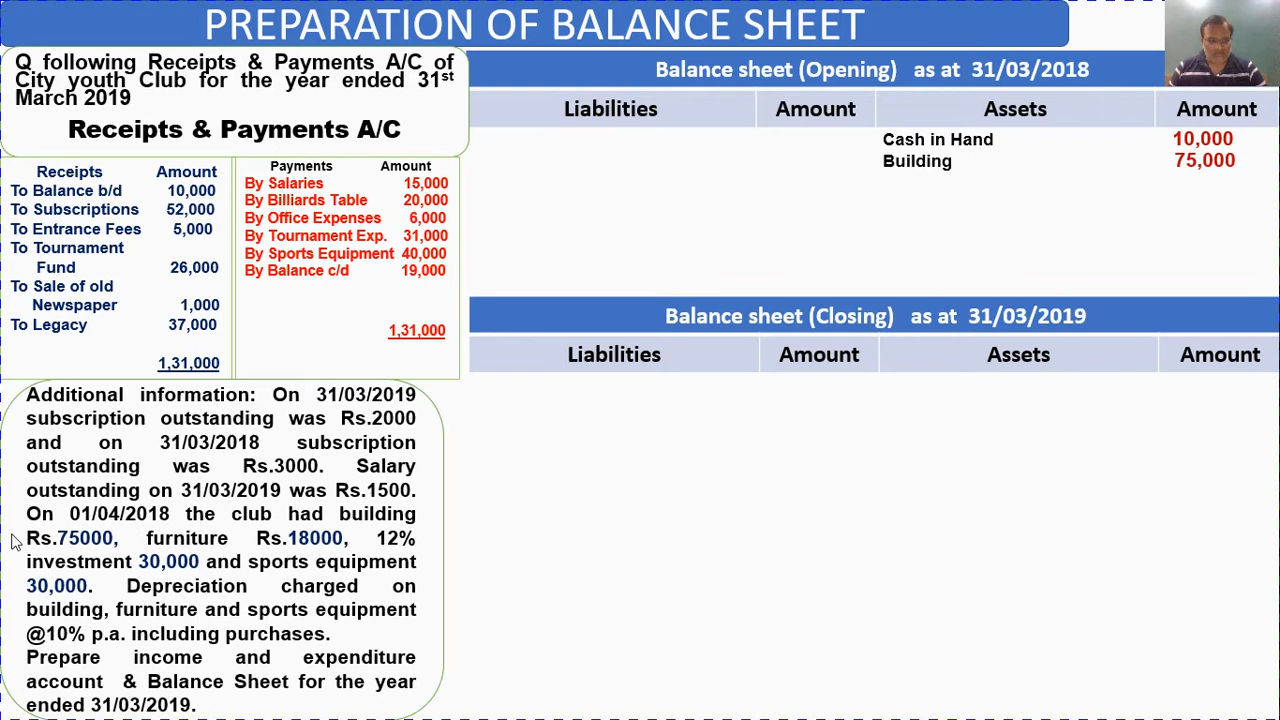 PREPARATION OF BALANCE SHEET
Q following Receipts & Payments A/C of
City youth Club for the year ended 31st
March 2019
Receipts & Payments A/C
Receipts Amount
To Balance b/d 10,000
To Subscriptions 52,000
To Entrance Fees 5,000
To Tournament
Fund 26,000
To Sale of old
Newspaper 1,000
To Legacy 37,000
1,31,000
Payments Amount
By Salaries 15,000
By Billiards Table 20,000
By Office Expenses 6,000
By Tournament Exp. 31,000
By Sports Equipment 40,000
By Balance c/d 19,000
1,31,000
Additional information: On 31/03/2019
subscription outstanding was Rs.2000
and on 31/03/2018 subscription
outstanding was Rs.3000. Salary
outstanding on 31/03/2019 was Rs.1500.
On 01/04/2018 the club had building
Rs.75000, furniture Rs.18000, 12%
investment 30,000 and sports equipment
30,000. Depreciation charged on
building, furniture and sports equipment
@10% p.a. including purchases.
Prepare income and expenditure
account & Balance Sheet for the year
ended 31/03/2019.
Balance sheet (Opening) as at 31/03/2018
Liabilities Amount Assets Amount
Cash in Hand 10,000
Building 75,000
Balance sheet (Closing) as at 31/03/2019
Liabilities Amount Assets Amount